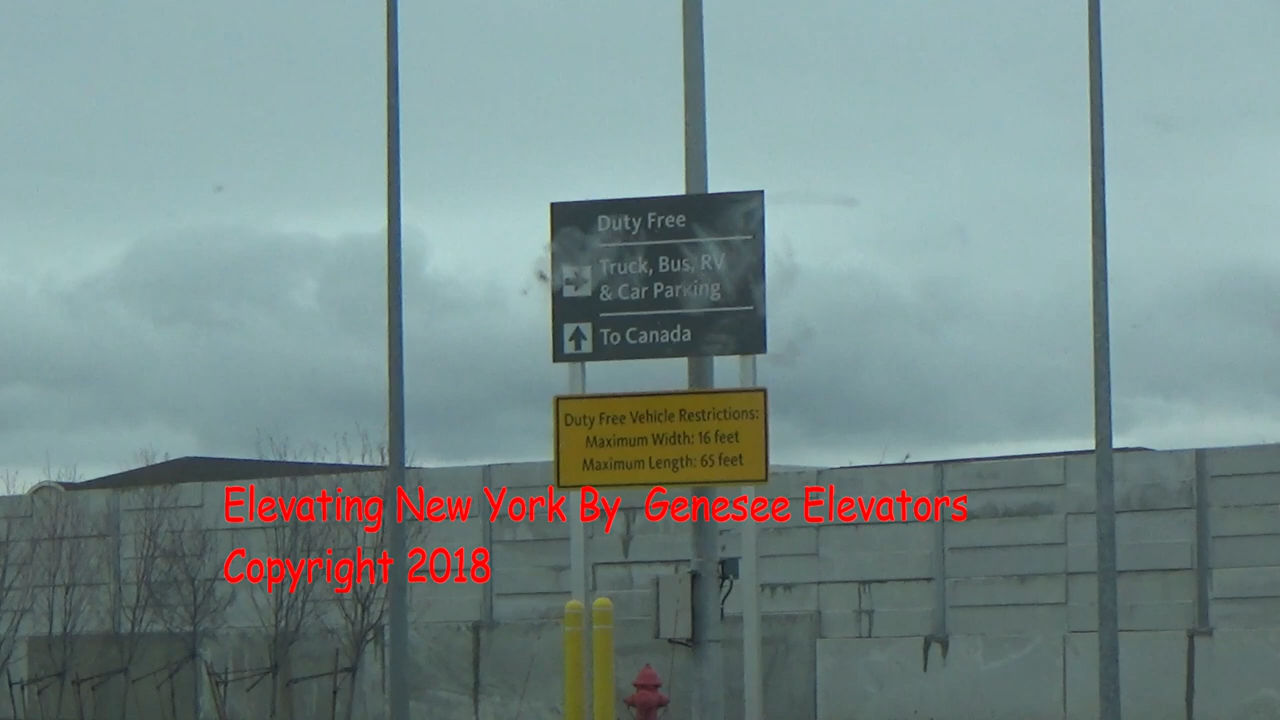 Duty Free
Truck, Bus, RV
& Car Parking
To Canada
Duty Free Vehicle Restrictions:
Maximum Width: 16 feet
Maximum Length: 65 feet
Elevating New York By Genesee Elevators
Copyright 2018